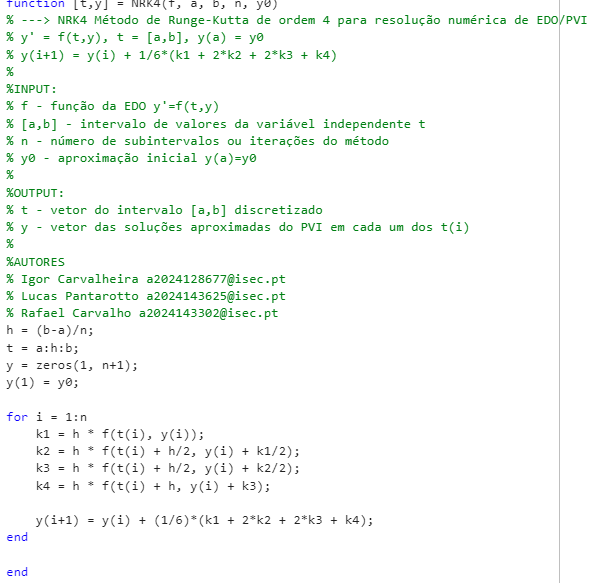 function [t,y] = NRK4(f, a, b, n, y0)
% ---> NRK4 Método de Runge-Kutta de ordem 4 para resolução numérica de EDO/PVI
% y' = f(t,y), t = [a,b], y(a) = y0
% y(i+1) = y(i) + 1/6*(k1 + 2*k2 + 2*k3 + k4)
%
%INPUT:
% f - função da EDO y'=f(t,y)
% [a,b] - intervalo de valores da variável independente t
% n - número de subintervalos ou iterações do método
% y0 - aproximação inicial y(a)=y0
%
%OUTPUT:
% t - vetor do intervalo [a,b] discretizado
% y - vetor das soluções aproximadas do PVI em cada um dos t(i)
%
%AUTORES
% Igor Carvalheira a2024128677@isec.pt
% Lucas Pantarotto a2024143625@isec.pt
% Rafael Carvalho a2024143302@isec.pt
h = (b-a)/n;
t = a:h:b;
y = zeros(1, n+1);
y(1) = y0;
for i = 1:n
k1 = h * f(t(i), y(i));
k2 = h * f(t(i) + h/2, y(i) + k1/2);
k3 = h * f(t(i) + h/2, y(i) + k2/2);
k4 = h * f(t(i) + h, y(i) + k3);
y(i+1) = y(i) + (1/6)*(k1 + 2*k2 + 2*k3 + k4);
end
end